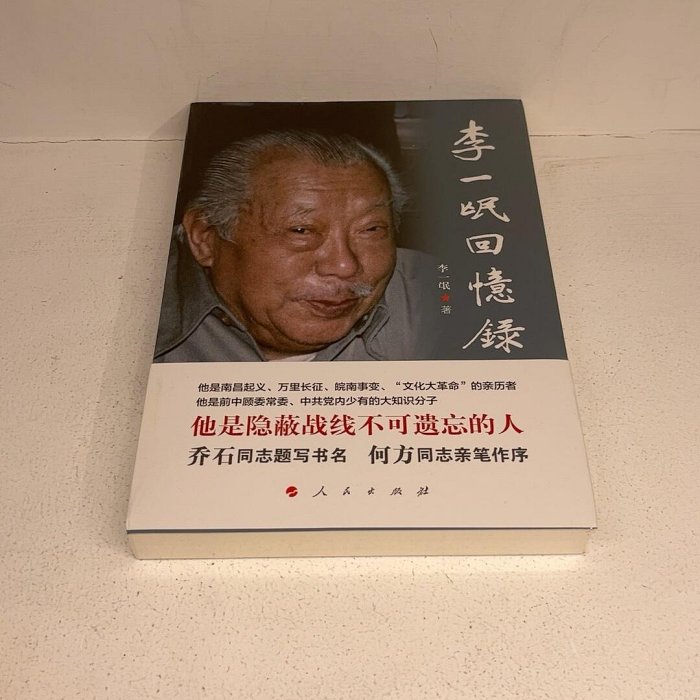 李一氓回憶錄
李一氓★著
他是南昌起义、万里长征、皖南事变、“文化大革命”的亲历者
他是前中顾委常委、中共党内少有的大知识分子
他是隐蔽战线不可遗忘的人
乔石同志题写书名 何方同志亲笔作序
人民出版社